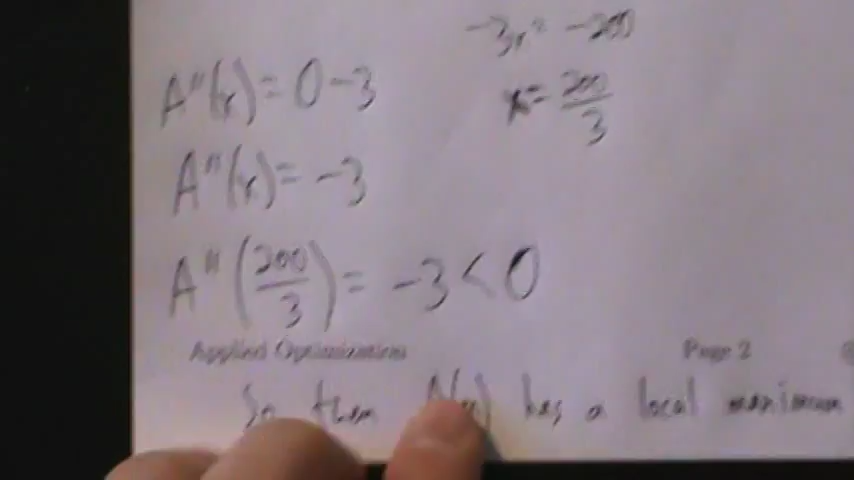 -3x = -200
A"(x) = 0 - 3
x = 200/3
A"(x) = -3
A"(200/3) = -3 < 0
Applied Optimization Page 2
So then A(x) has a local maximum